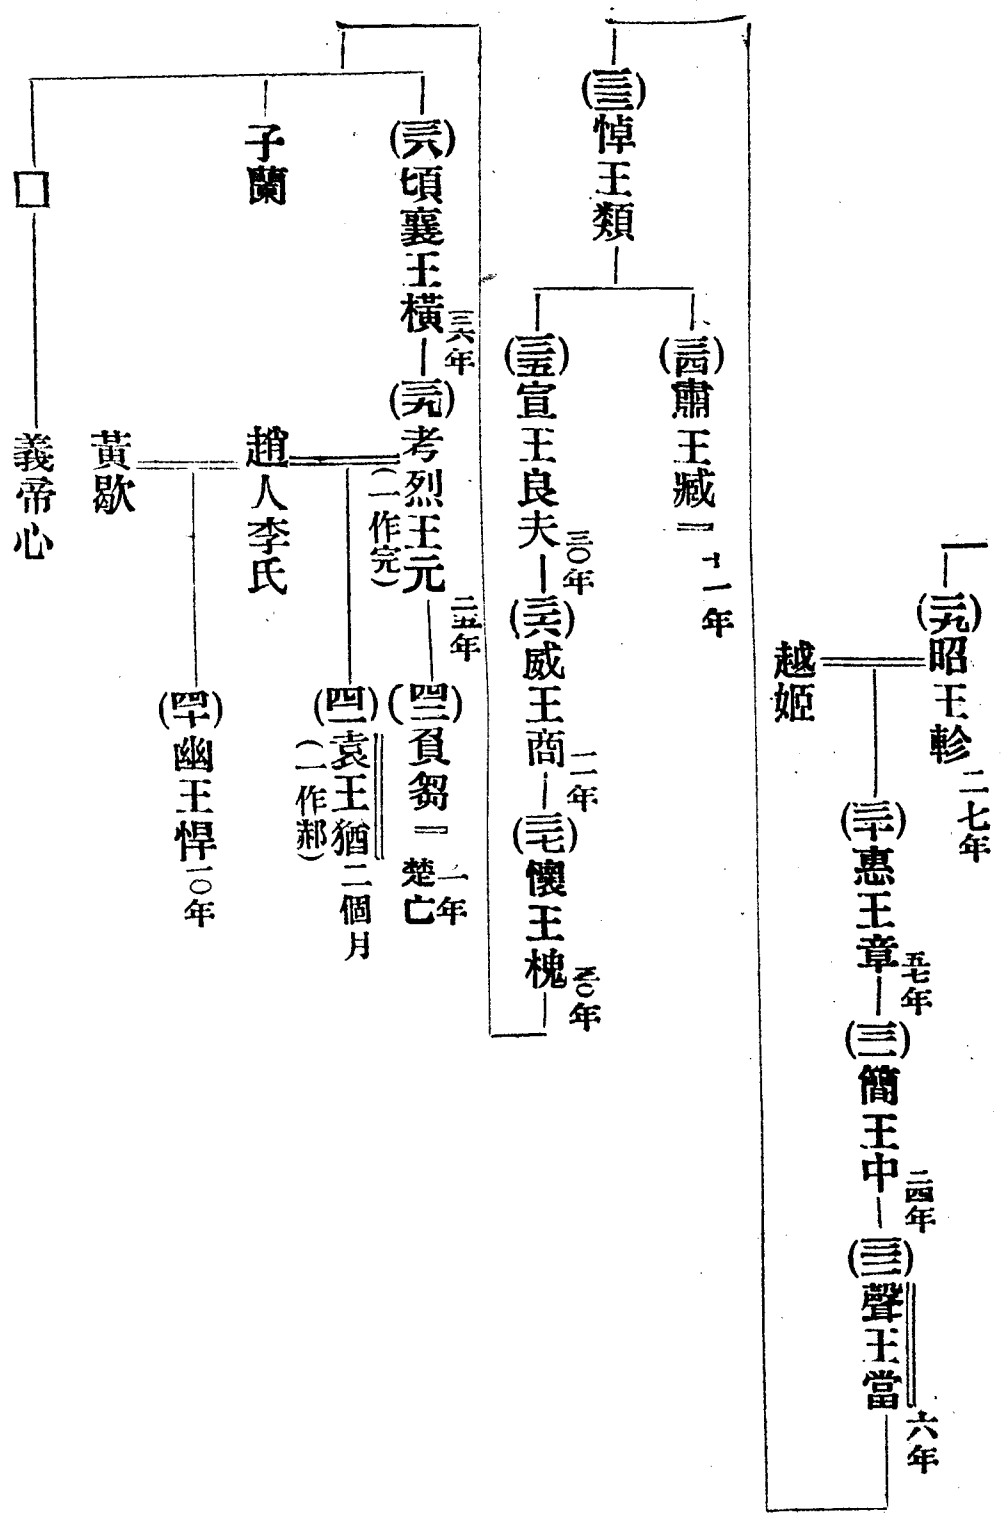 (二九)昭王軫 二七年
越姬
(三十)惠王章 五七年
(三一)簡王中 二四年
(三二)聲王當 六年
(三三)悼王類
(三四)肅王臧 = 十一年
(三五)宣王良夫 三〇年
(三六)威王商 一一年
(三七)懷王槐 三〇年
(三八)頃襄王橫 三六年
(三九)考烈王元 二五年
(一作完)
(四二)負芻 = 一年
楚亡
子蘭
趙人李氏
(四一)袁王猶 二個月
(一作郝)
黃歇
(四十)幽王悍 一〇年
囗
義帝心